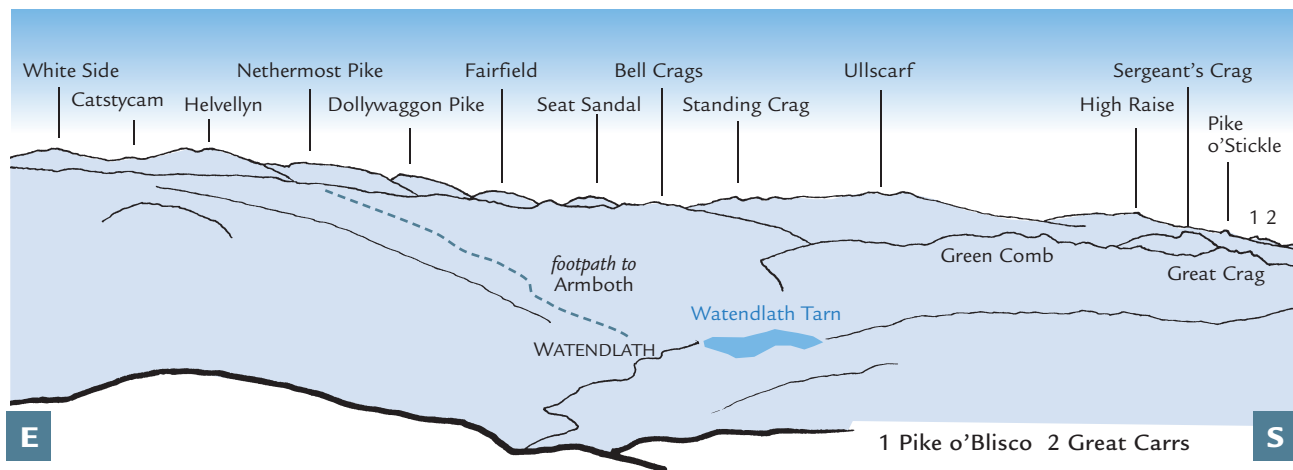 White Side
Nethermost Pike
Fairfield
Bell Crags
Ullscarf
Sergeant's Crag
Catstycam
Helvellyn
Dollywaggon Pike
Seat Sandal
Standing Crag
High Raise
Pike
o'Stickle
1 2
Green Comb
Great Crag
footpath to
Armboth
Watendlath Tarn
WATENDLATH
E
1 Pike o'Blisco 2 Great Carrs
S